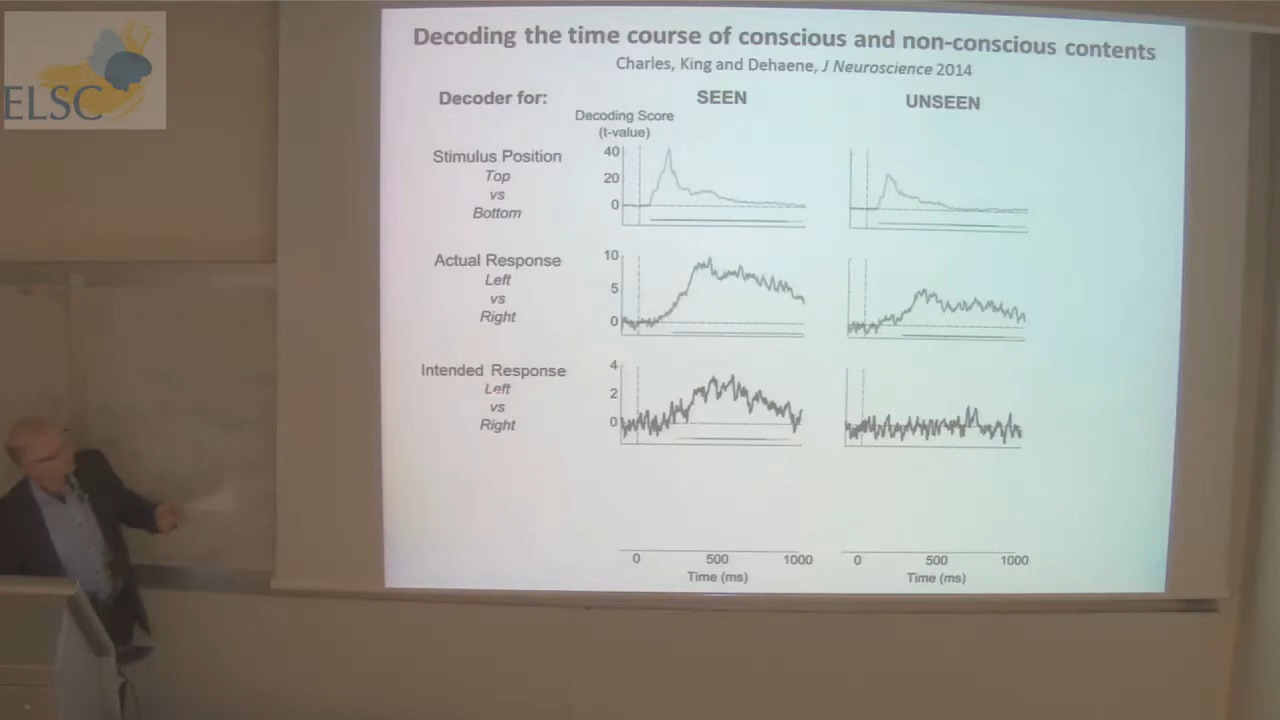 ELSC
Decoding the time course of conscious and non-conscious contents
Charles, King and Dehaene, J Neuroscience 2014
Decoder for:
SEEN
UNSEEN
Decoding Score
(t-value)
Stimulus Position
Top
vs
Bottom
40
20
0
Actual Response
Left
vs
Right
10
5
0
Intended Response
Left
vs
Right
4
2
0
0 500 1000
Time (ms)
0 500 1000
Time (ms)